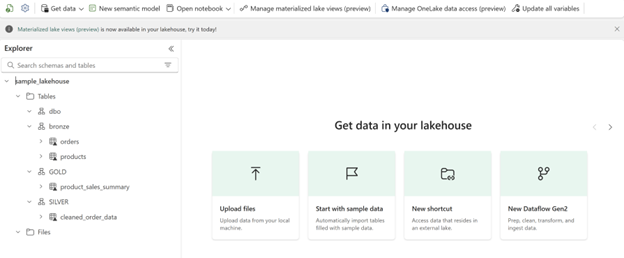 Get data
New semantic model
Open notebook
Manage materialized lake views (preview)
Manage OneLake data access (preview)
Update all variables
Materialized lake views (preview) is now available in your lakehouse, try it today!
Explorer
Search schemas and tables
sample_lakehouse
Tables
dbo
bronze
orders
products
GOLD
product_sales_summary
SILVER
cleaned_order_data
Files
Get data in your lakehouse
Upload files
Upload data from your local
machine.
Start with sample data
Automatically import tables
filled with sample data.
New shortcut
Access data that resides in
an external lake.
New Dataflow Gen2
Prep, clean, transform, and
ingest data.